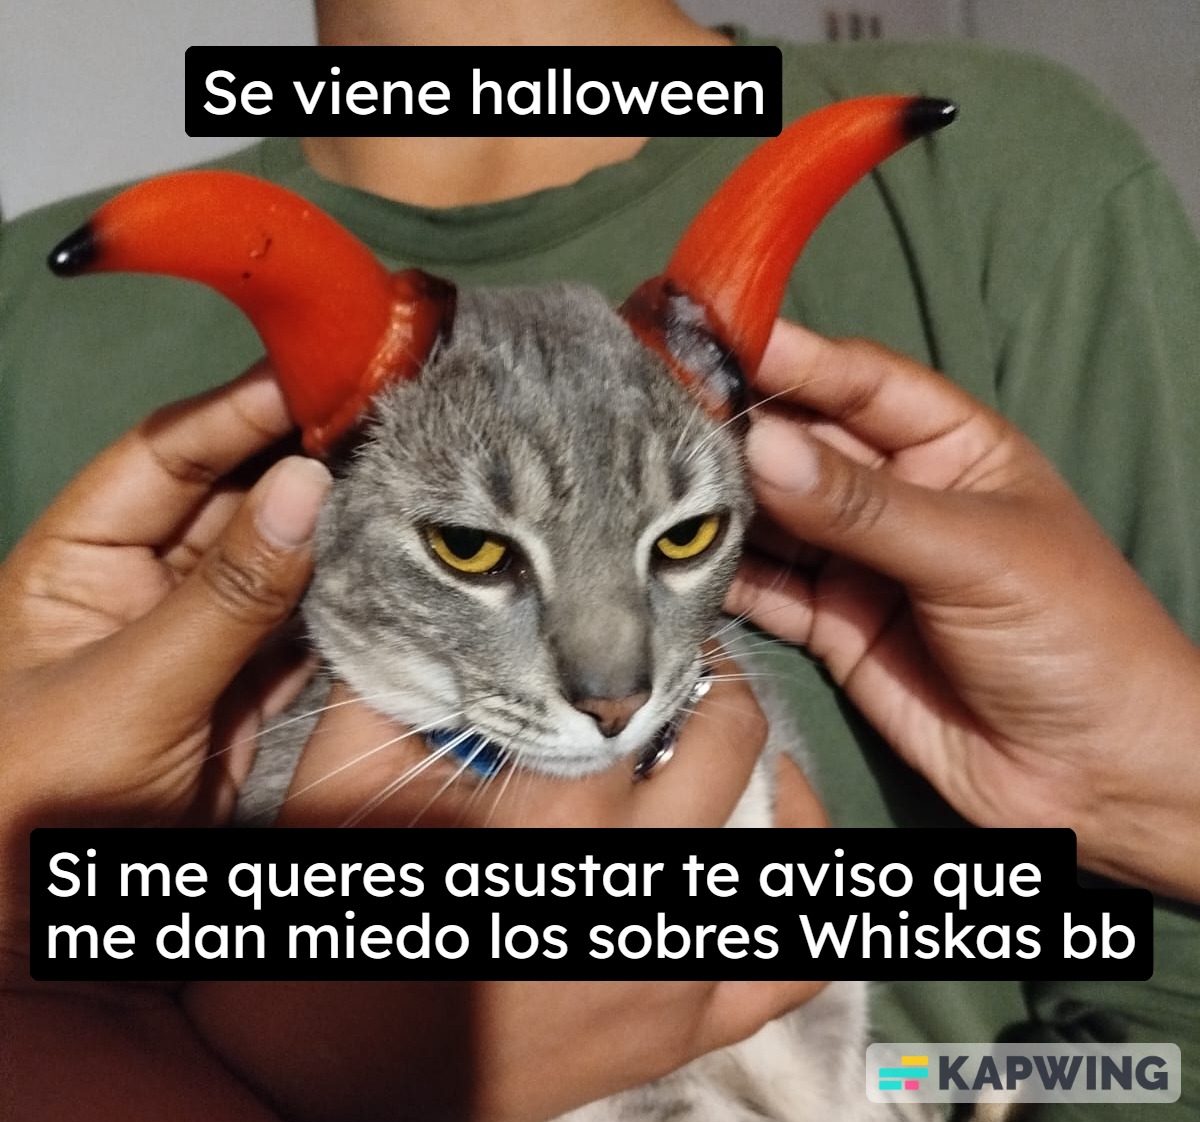 Se viene halloween
Si me queres asustar te aviso que
me dan miedo los sobres Whiskas bb
KAPWING